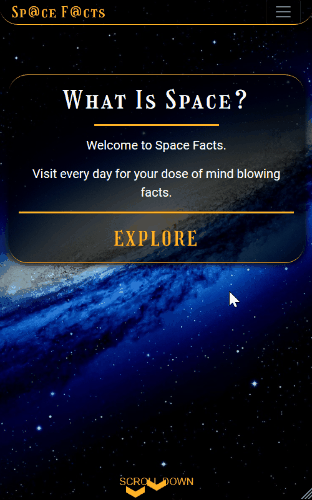 Sp@ce F@cts
What Is Space?
Welcome to Space Facts.
Visit every day for your dose of mind blowing
facts.
EXPLORE
SCROLL DOWN